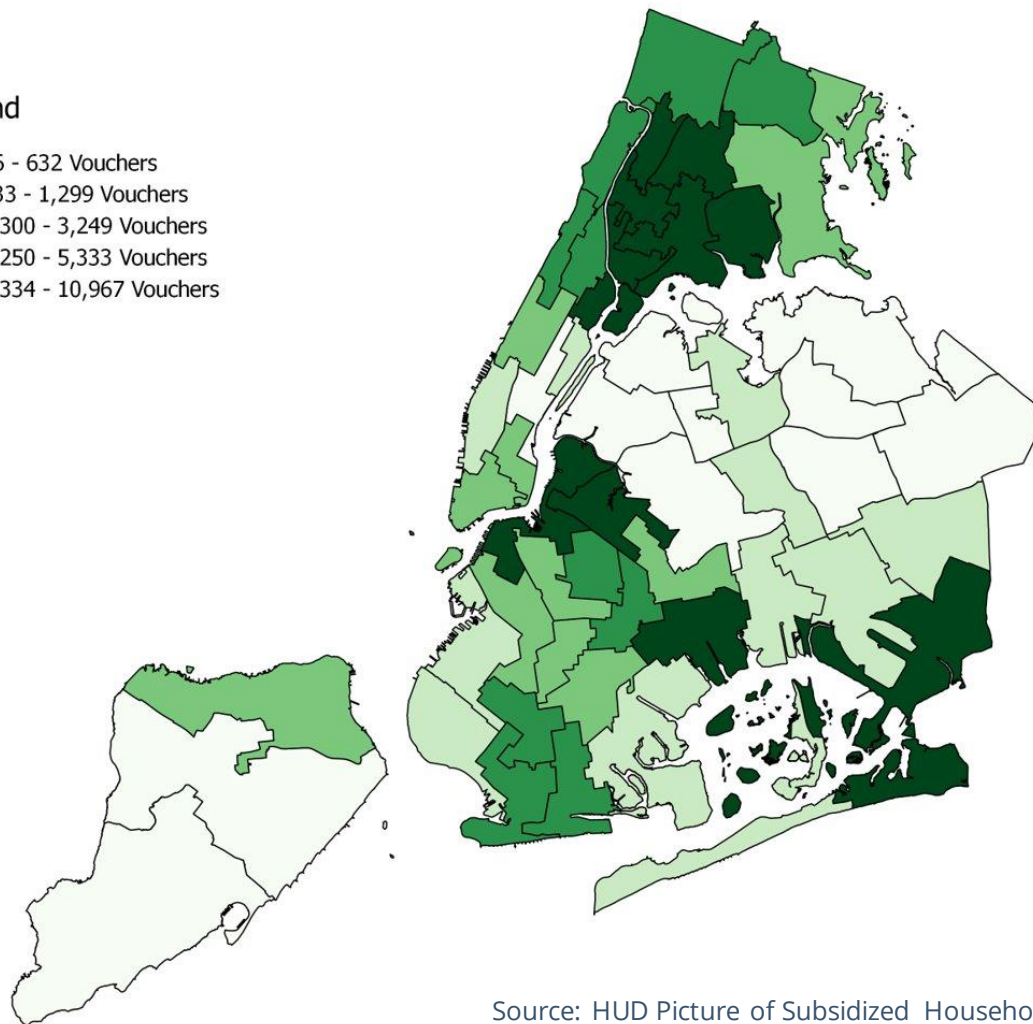 nd
5 - 632 Vouchers
33 - 1,299 Vouchers
300 - 3,249 Vouchers
250 - 5,333 Vouchers
334 - 10,967 Vouchers
Source: HUD Picture of Subsidized Househo